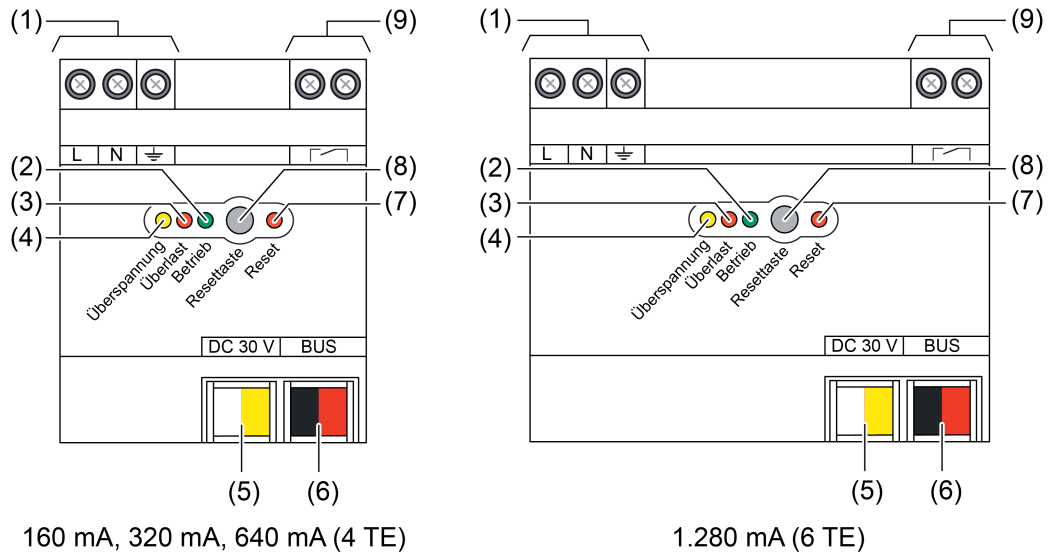 (1) (9) (1) (9)
L N L N
(2) (8) (2) (8)
(3) (7) (3) (7)
(4) (4)
Überspannung Überlast Betrieb Resettaste Reset
Überspannung Überlast Betrieb Resettaste Reset
DC 30 V BUS DC 30 V BUS
(5) (6) (5) (6)
160 mA, 320 mA, 640 mA (4 TE) 1.280 mA (6 TE)